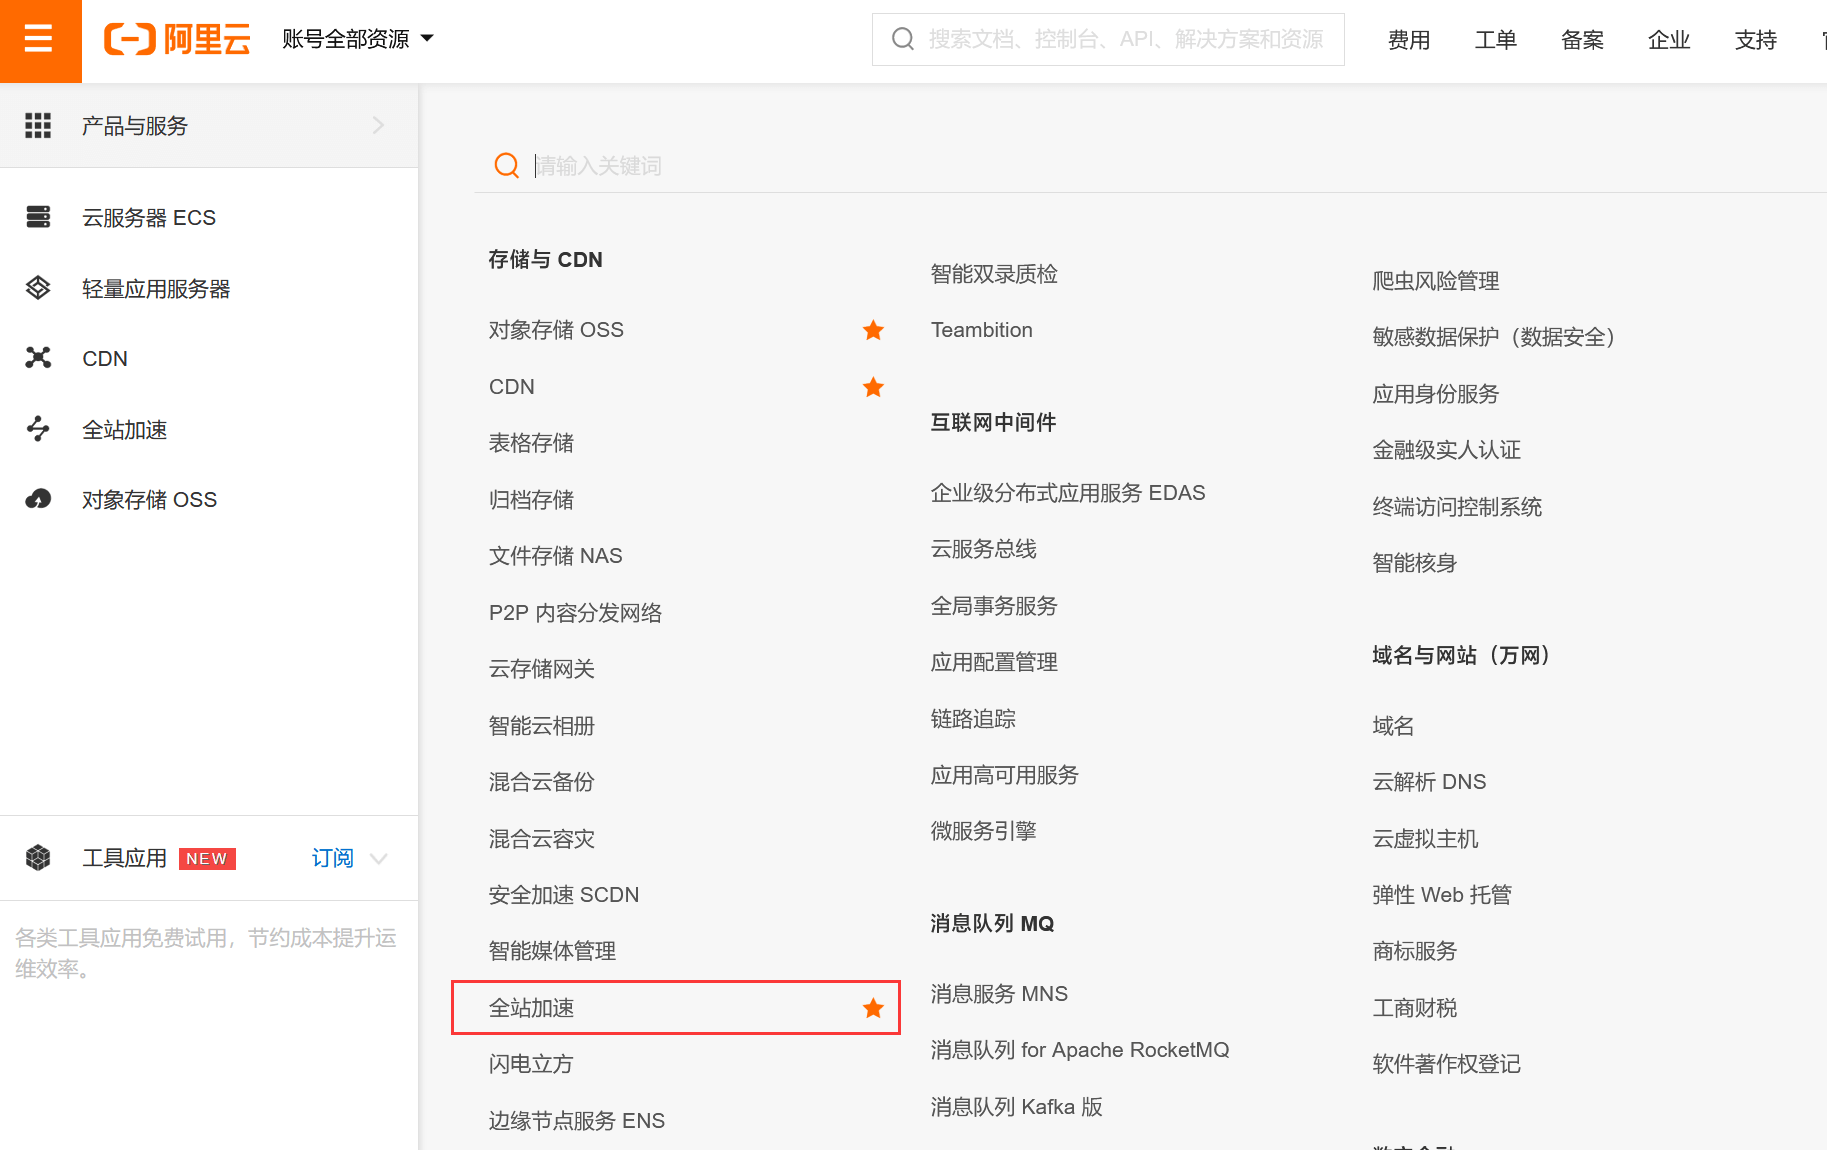 阿里云
账号全部资源
搜索文档、控制台、API、解决方案和资源
费用
工单
备案
企业
支持
产品与服务
云服务器 ECS
轻量应用服务器
CDN
全站加速
对象存储 OSS
工具应用 NEW 订阅
各类工具应用免费试用，节约成本提升运
维效率。
请输入关键词
存储与 CDN
对象存储 OSS
CDN
表格存储
归档存储
文件存储 NAS
P2P 内容分发网络
云存储网关
智能云相册
混合云备份
混合云容灾
安全加速 SCDN
智能媒体管理
全站加速
闪电立方
边缘节点服务 ENS
智能双录质检
Teambition
互联网中间件
企业级分布式应用服务 EDAS
云服务总线
全局事务服务
应用配置管理
链路追踪
应用高可用服务
微服务引擎
消息队列 MQ
消息服务 MNS
消息队列 for Apache RocketMQ
消息队列 Kafka 版
爬虫风险管理
敏感数据保护（数据安全）
应用身份服务
金融级实人认证
终端访问控制系统
智能核身
域名与网站（万网）
域名
云解析 DNS
云虚拟主机
弹性 Web 托管
商标服务
工商财税
软件著作权登记